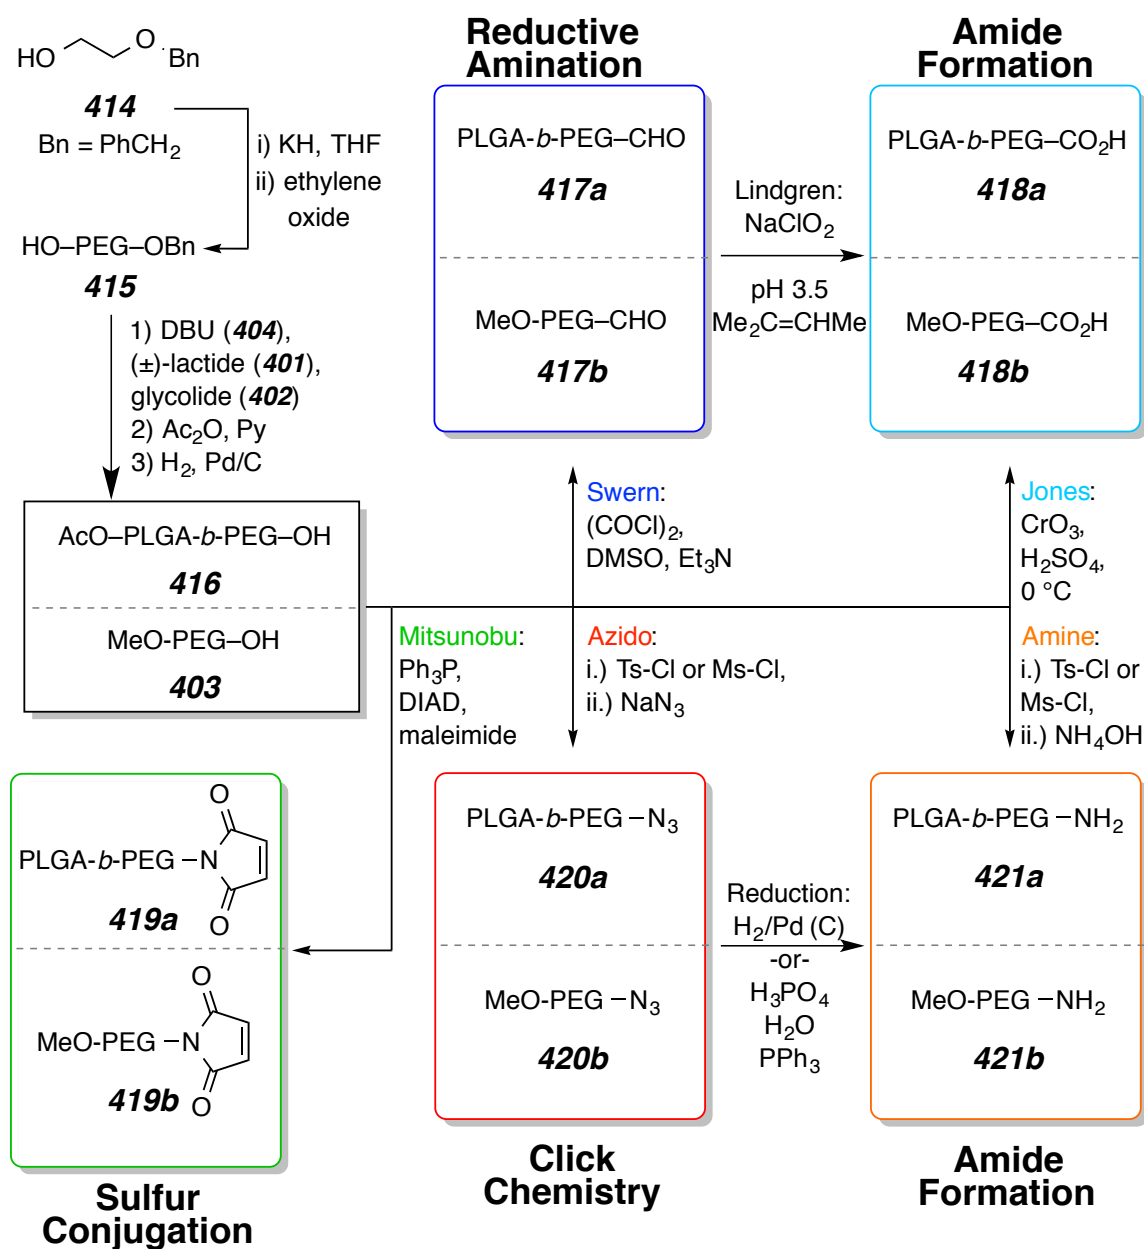 HO
O
Bn
414
Bn = PhCH2
i) KH, THF
ii) ethylene
oxide
HO–PEG–OBn
415
1) DBU (404),
(±)-lactide (401),
glycolide (402)
2) Ac2O, Py
3) H2, Pd/C
AcO–PLGA-b-PEG–OH
416
MeO-PEG–OH
403
Reductive
Amination
PLGA-b-PEG–CHO
417a
MeO-PEG–CHO
417b
Lindgren:
NaClO2
pH 3.5
Me2C=CHMe
Amide
Formation
PLGA-b-PEG–CO2H
418a
MeO-PEG–CO2H
418b
Swern:
(COCl)2,
DMSO, Et3N
Jones:
CrO3,
H2SO4,
0 °C
Mitsunobu:
Ph3P,
DIAD,
maleimide
Azido:
i.) Ts-Cl or Ms-Cl,
ii.) NaN3
Amine:
i.) Ts-Cl or
Ms-Cl,
ii.) NH4OH
O
PLGA-b-PEG–N
O
419a
O
MeO-PEG–N
O
419b
Sulfur
Conjugation
PLGA-b-PEG–N3
420a
MeO-PEG–N3
420b
Click
Chemistry
Reduction:
H2/Pd (C)
-or-
H3PO4
H2O
PPh3
PLGA-b-PEG–NH2
421a
MeO-PEG–NH2
421b
Amide
Formation